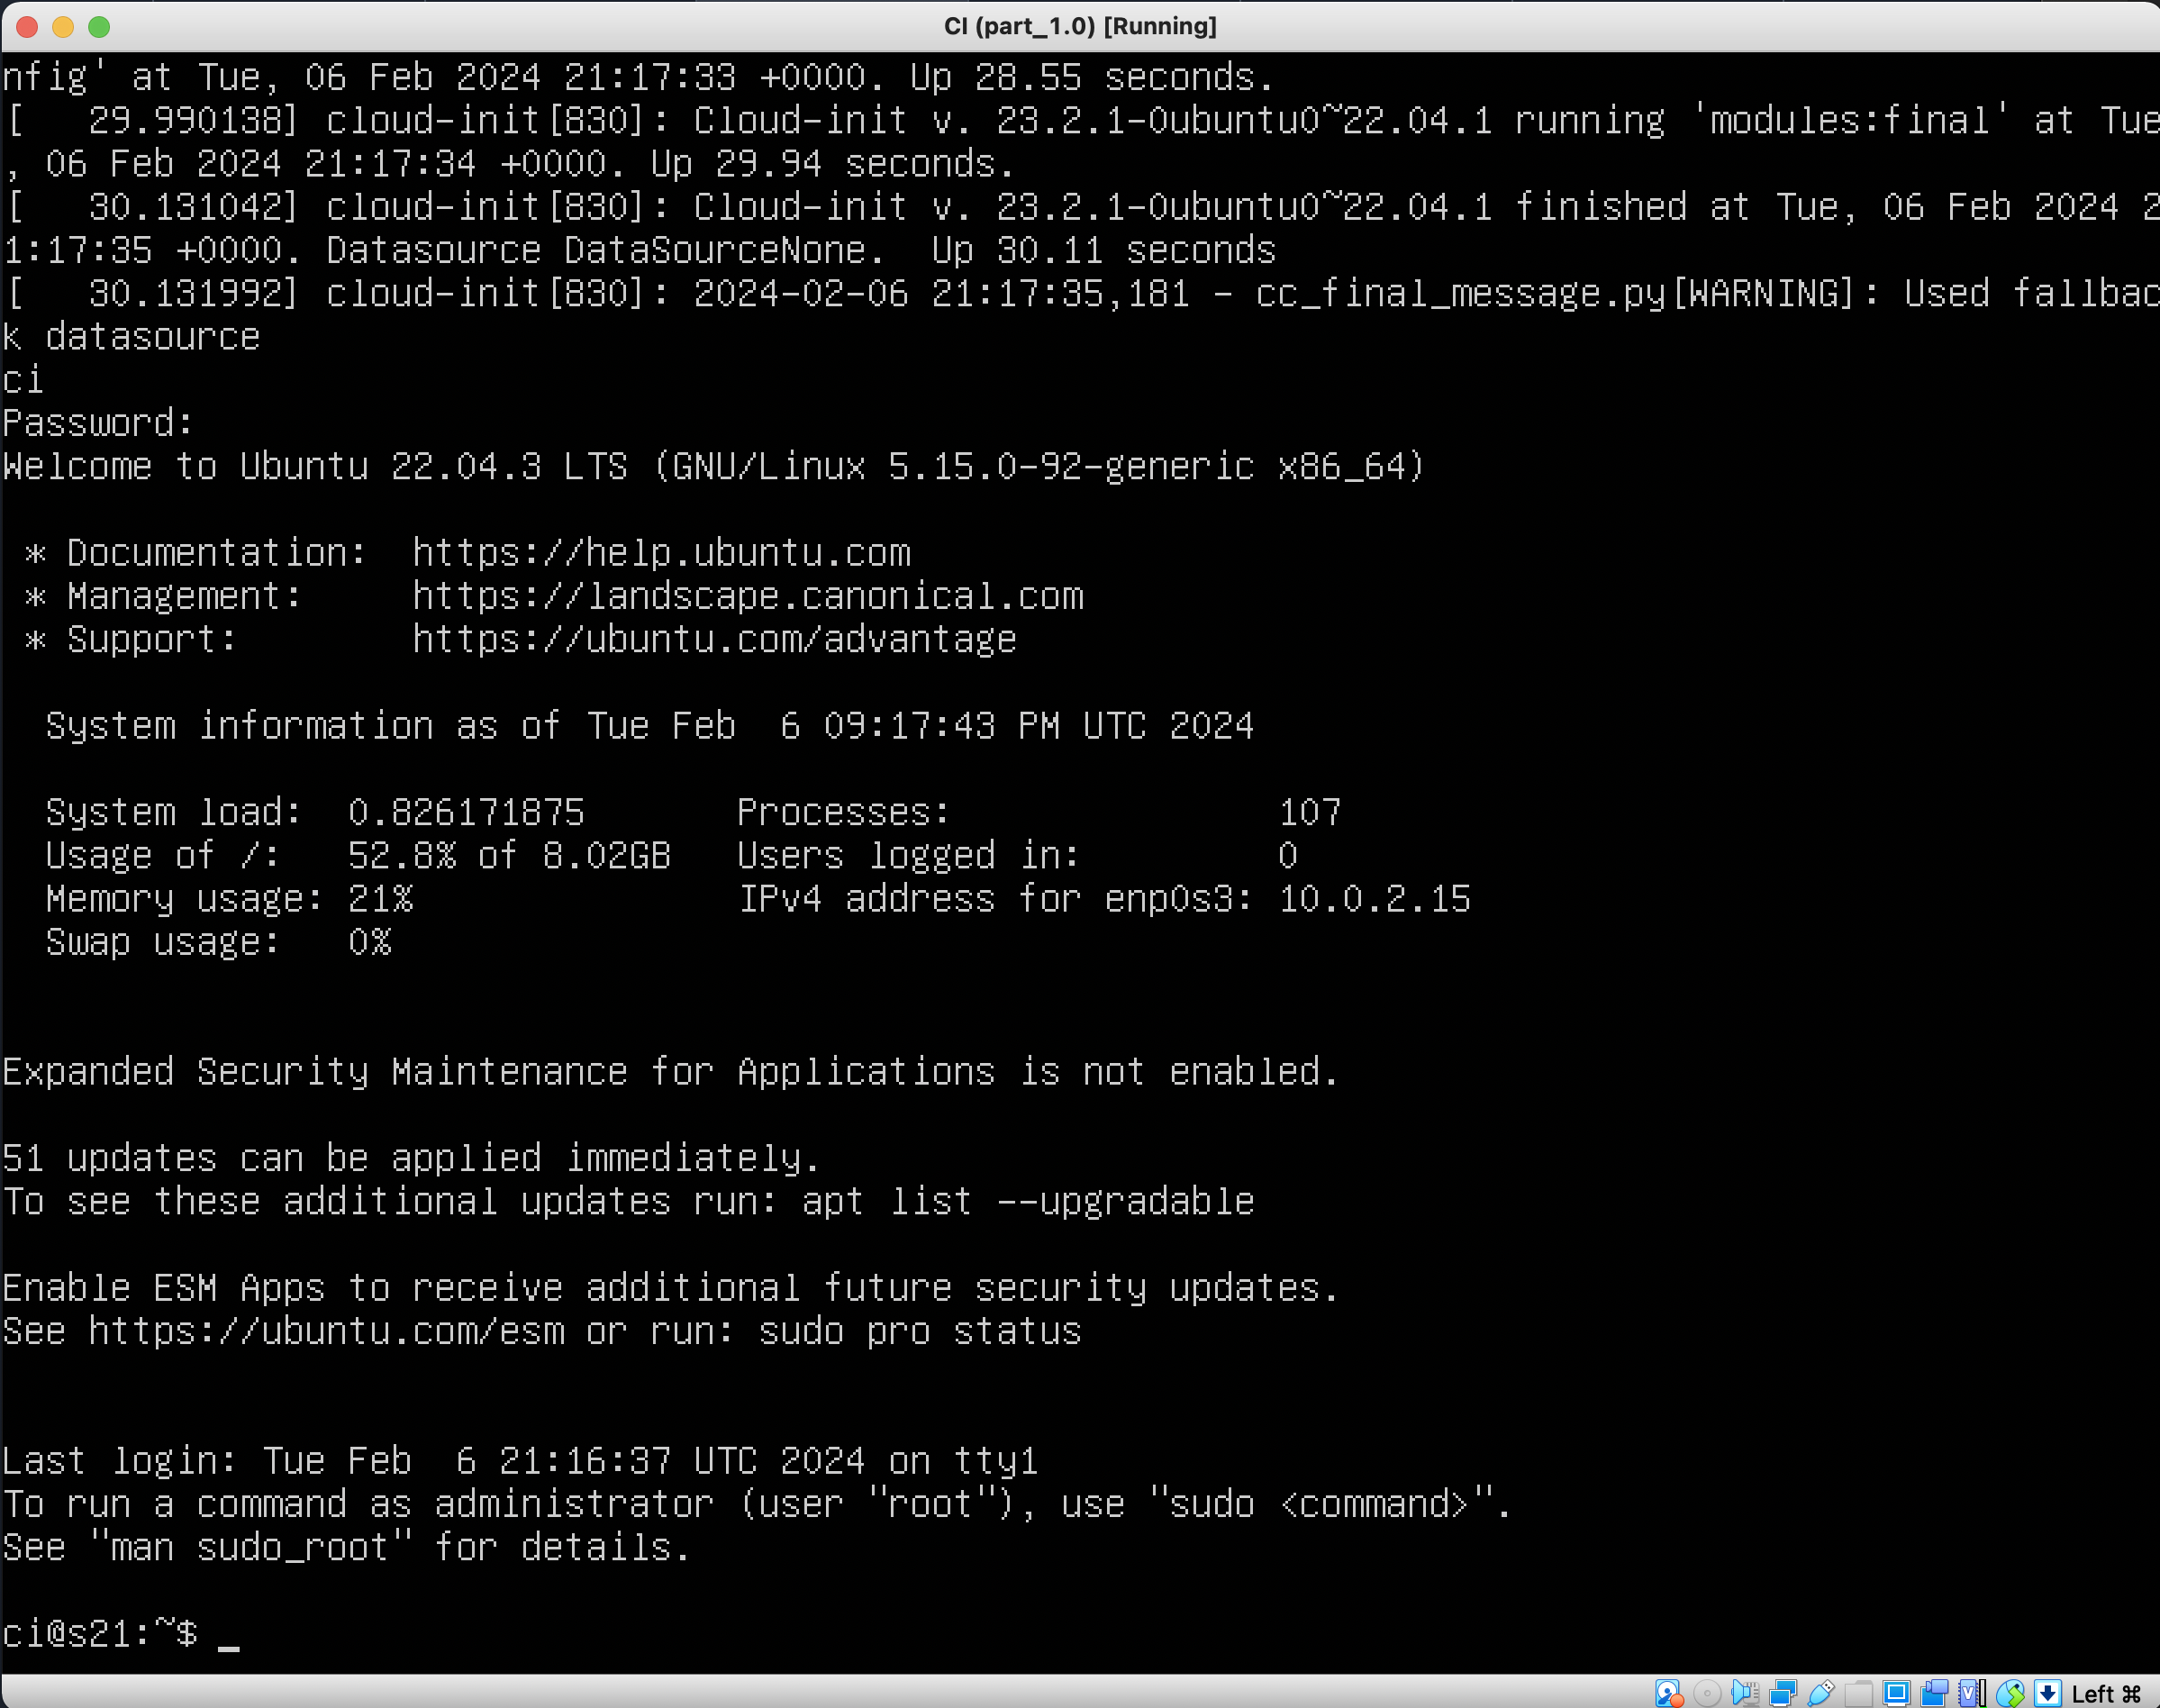 CI (part_1.0) [Running]
nfig' at Tue, 06 Feb 2024 21:17:33 +0000. Up 28.55 seconds.
[   29.990138] cloud-init[830]: Cloud-init v. 23.2.1-0ubuntu0~22.04.1 running 'modules:final' at Tue
, 06 Feb 2024 21:17:34 +0000. Up 29.94 seconds.
[   30.131042] cloud-init[830]: Cloud-init v. 23.2.1-0ubuntu0~22.04.1 finished at Tue, 06 Feb 2024 2
1:17:35 +0000. Datasource DataSourceNone.  Up 30.11 seconds
[   30.131992] cloud-init[830]: 2024-02-06 21:17:35,181 - cc_final_message.py[WARNING]: Used fallbac
k datasource
ci
Password:
Welcome to Ubuntu 22.04.3 LTS (GNU/Linux 5.15.0-92-generic x86_64)
 * Documentation:  https://help.ubuntu.com
 * Management:     https://landscape.canonical.com
 * Support:        https://ubuntu.com/advantage
  System information as of Tue Feb  6 09:17:43 PM UTC 2024
  System load:  0.826171875       Processes:               107
  Usage of /:   52.8% of 8.02GB   Users logged in:         0
  Memory usage: 21%               IPv4 address for enp0s3: 10.0.2.15
  Swap usage:   0%
Expanded Security Maintenance for Applications is not enabled.
51 updates can be applied immediately.
To see these additional updates run: apt list --upgradable
Enable ESM Apps to receive additional future security updates.
See https://ubuntu.com/esm or run: sudo pro status
Last login: Tue Feb  6 21:16:37 UTC 2024 on tty1
To run a command as administrator (user "root"), use "sudo <command>".
See "man sudo_root" for details.
ci@s21:~$ _
Left ⌘